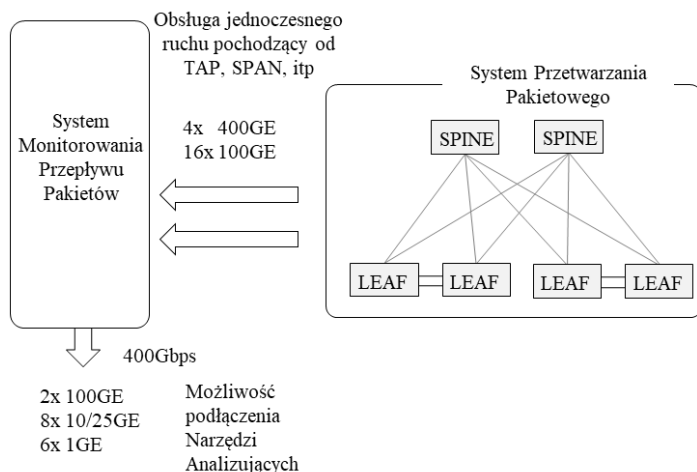 Obsługa jednoczesnego
ruchu pochodzący od
TAP, SPAN, itp
System Przetwarzania
Pakietowego
System
Monitorowania
Przepływu
Pakietów
4x 400GE
16x 100GE
SPINE SPINE
LEAF LEAF LEAF LEAF
400Gbps
2x 100GE
8x 10/25GE
6x 1GE
Możliwość
podłączenia
Narzędzi
Analizujących